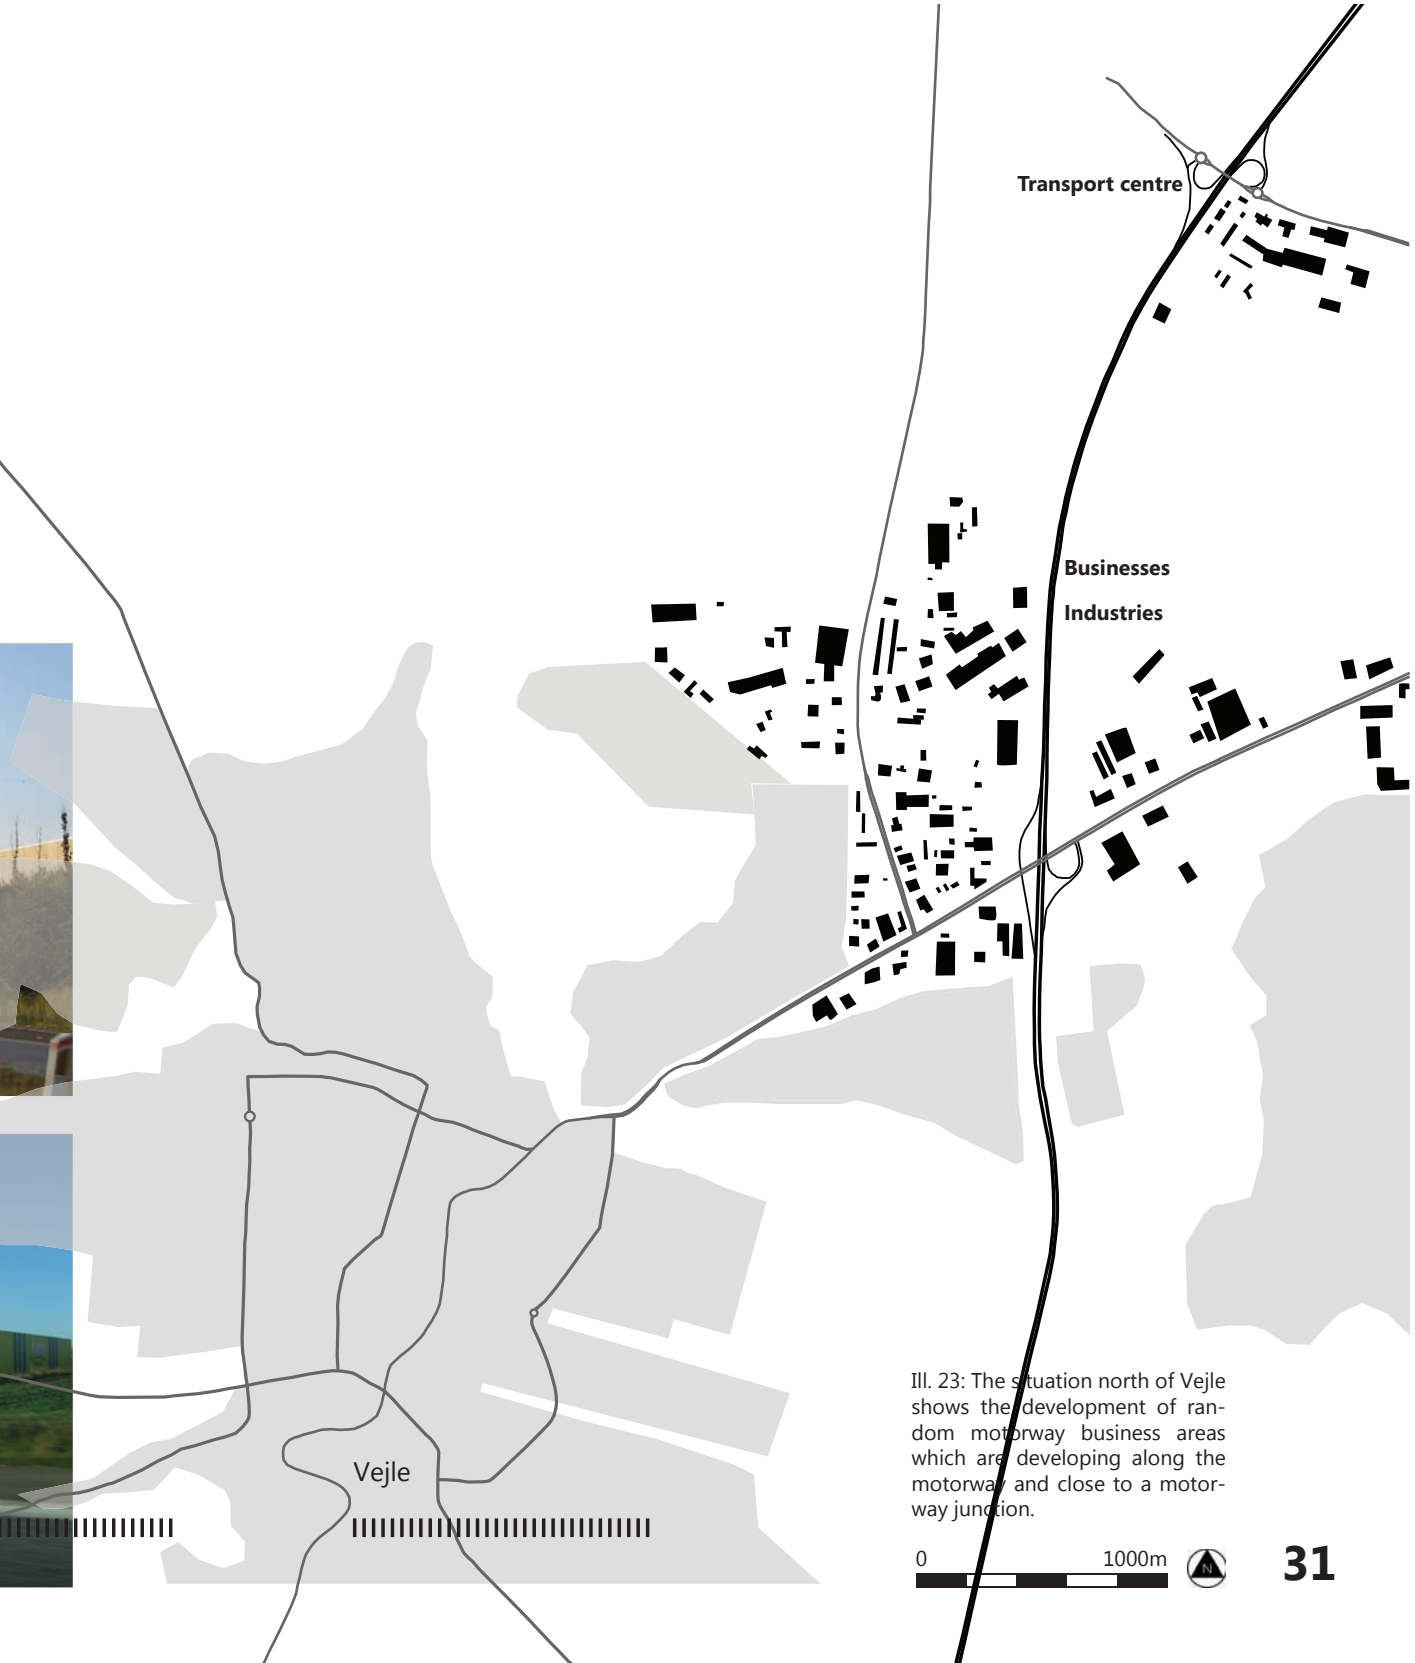 Transport centre
Businesses
Industries
Vejle
Ill. 23: The situation north of Vejle
shows the development of ran-
dom motorway business areas
which are developing along the
motorway and close to a motor-
way junction.
0 1000m
N
31